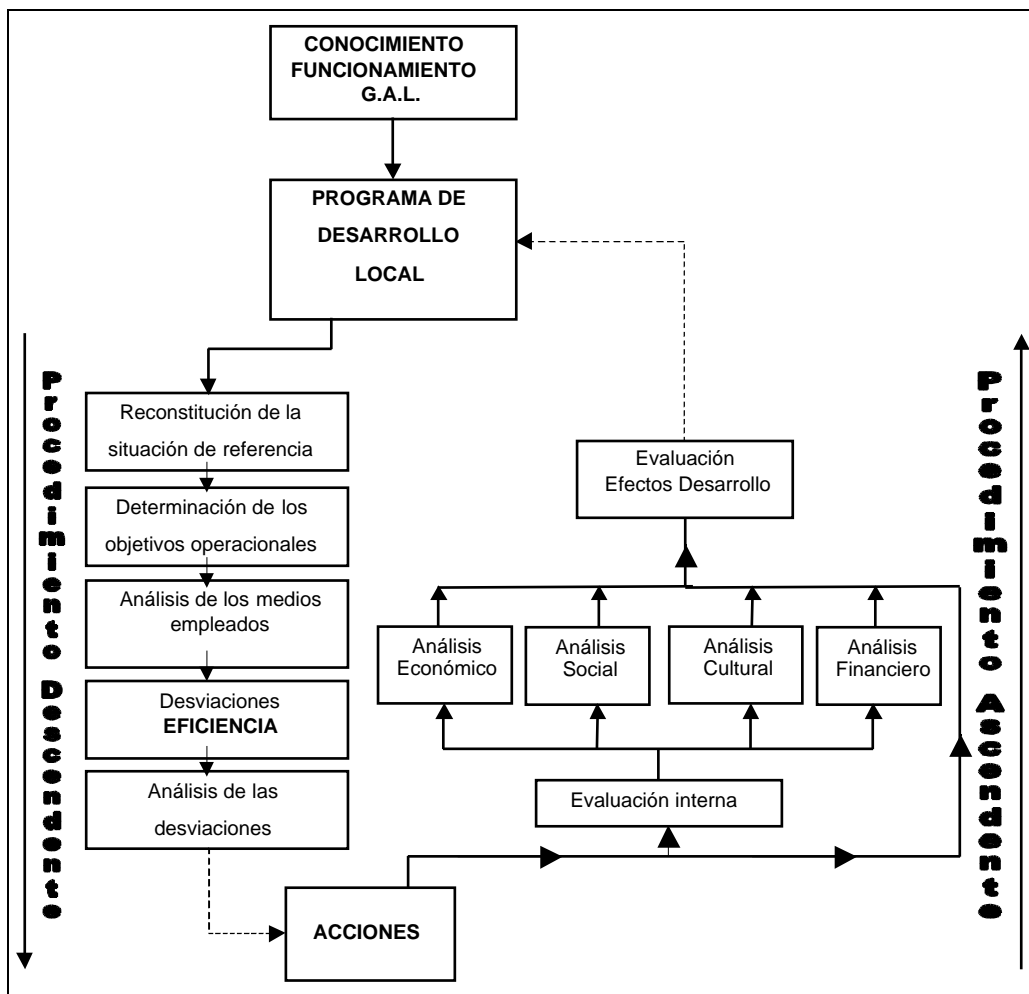 CONOCIMIENTO
FUNCIONAMIENTO
G.A.L.
PROGRAMA DE
DESARROLLO
LOCAL
Procedimiento Descendente
Reconstitución de la
situación de referencia
Determinación de los
objetivos operacionales
Análisis de los medios
empleados
Desviaciones
EFICIENCIA
Análisis de las
desviaciones
ACCIONES
Evaluación
Efectos Desarrollo
Análisis
Económico
Análisis
Social
Análisis
Cultural
Análisis
Financiero
Evaluación interna
Procedimiento Ascendente